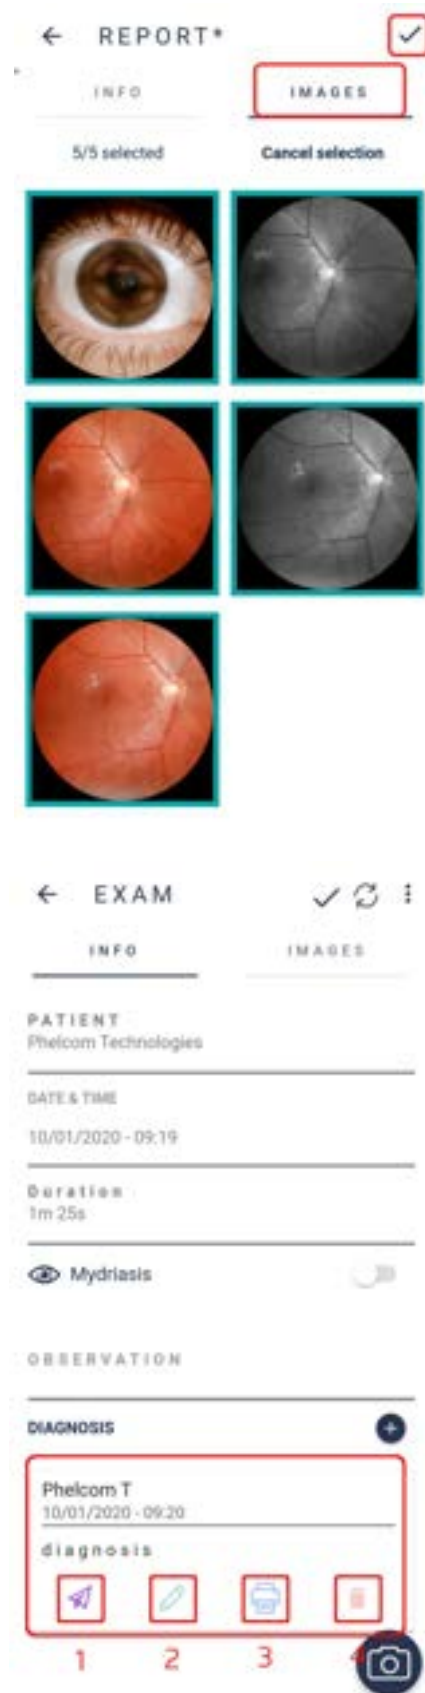 REPORT*
INFO IMAGES
5/5 selected Cancel selection
EXAM
INFO IMAGES
PATIENT
Phelcom Technologies
DATE & TIME
10/01/2020 - 09:19
Duration
1m 25s
Mydriasis
OBSERVATION
DIAGNOSIS
Phelcom T
10/01/2020 - 09:20
diagnosis
1 2 3 4